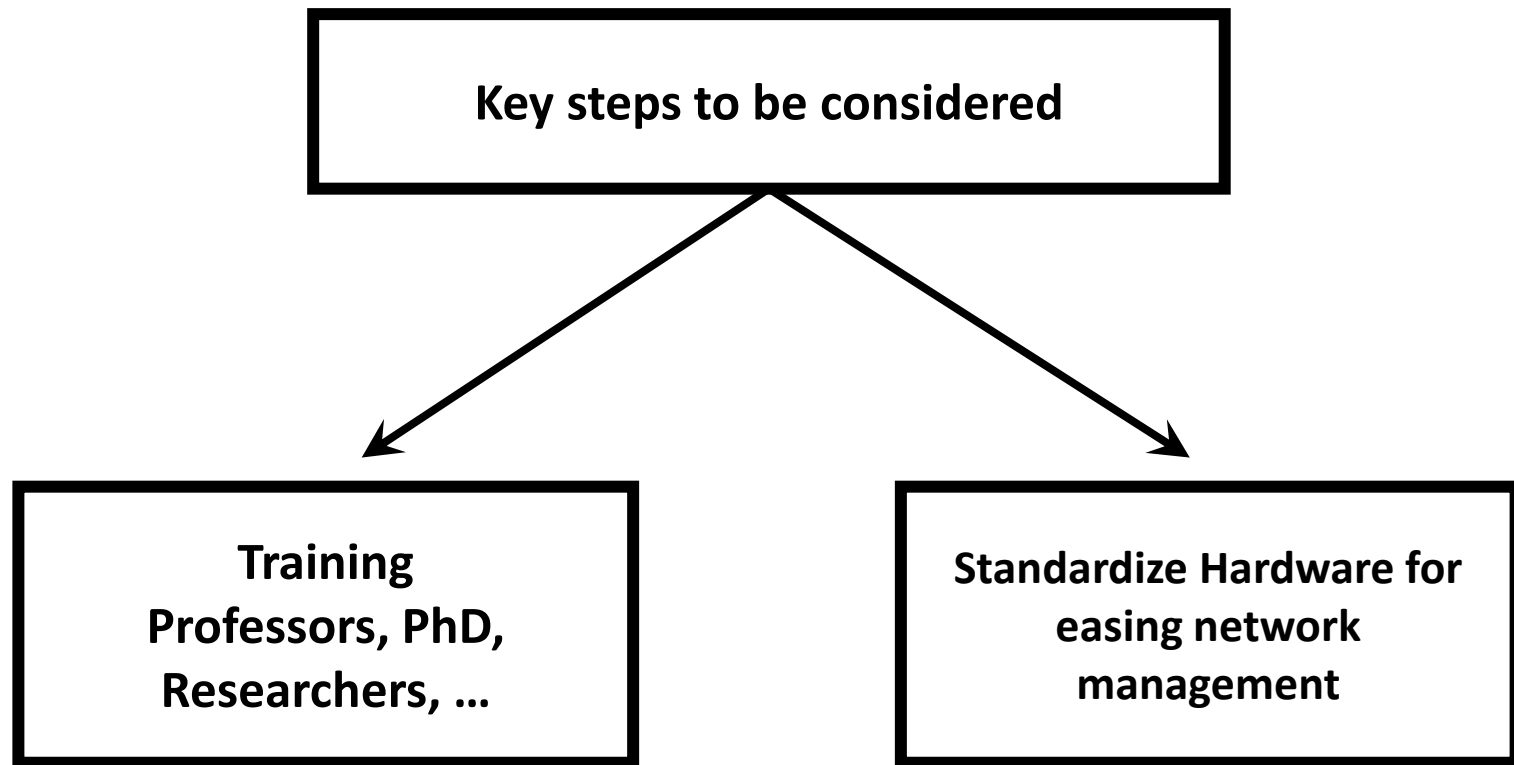 Key steps to be considered
Training
Professors, PhD,
Researchers, ...
Standardize Hardware for
easing network
management